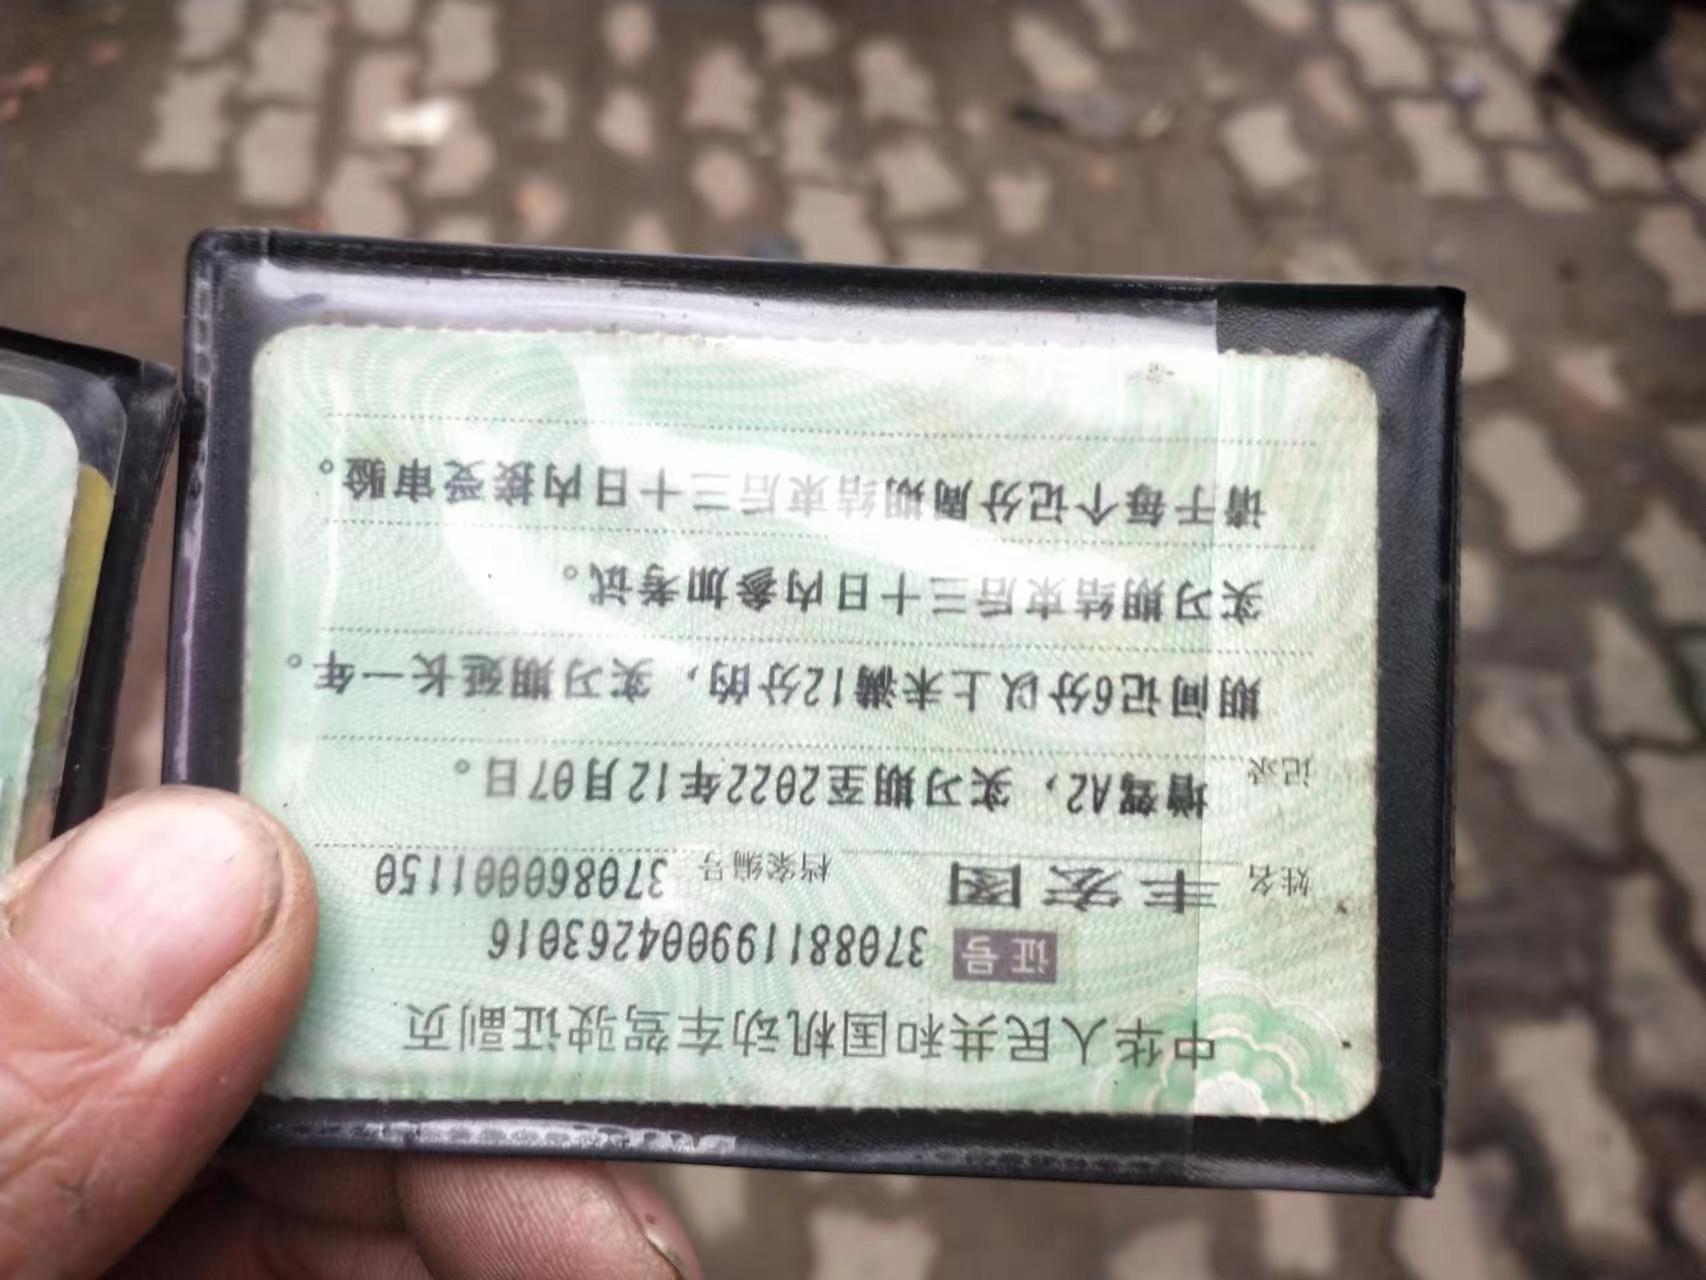 中华人民共和国机动车驾驶证副页
证号 370881199004263016
姓名 丰宏图 档案编号 370860001150
记录 增驾A2，实习期至2022年12月07日。
期间记6分以上未满12分的，实习期延长一年。
实习期结束后三十日内参加考试。
请于每个记分周期结束后三十日内接受审验。